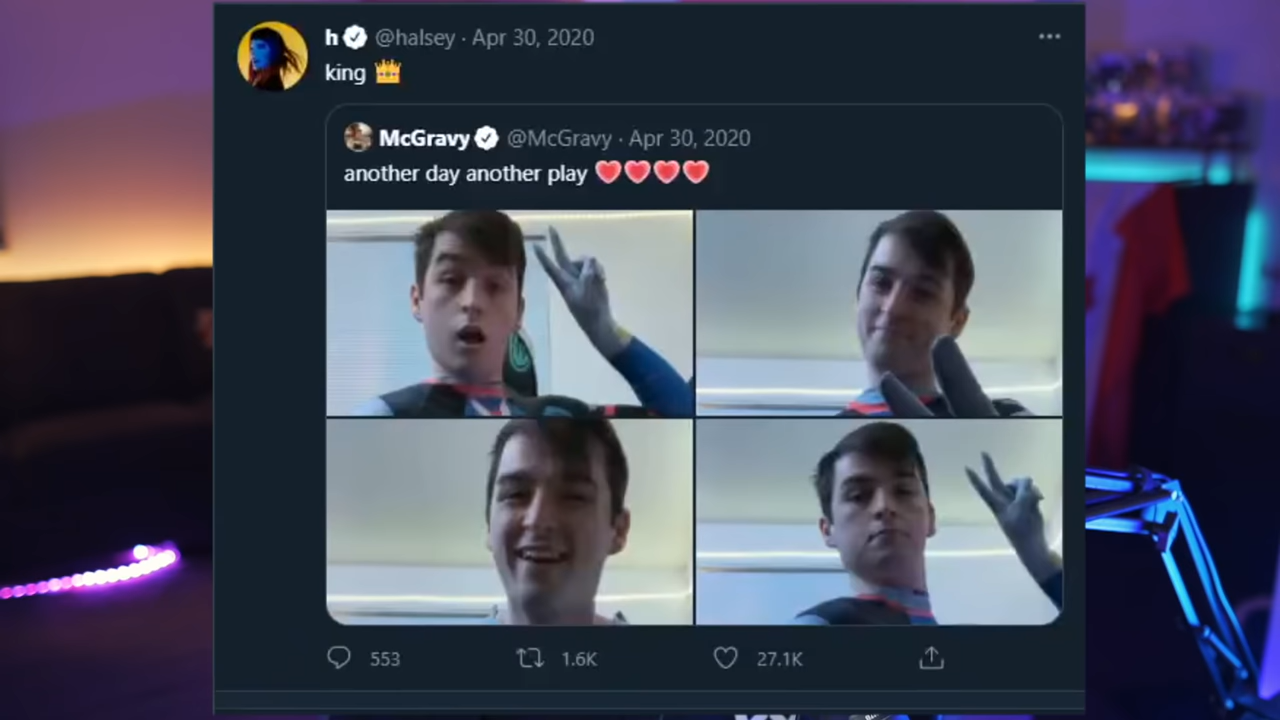 h @halsey · Apr 30, 2020
king 👑
McGravy @McGravy · Apr 30, 2020
another day another play ❤️❤️❤️❤️
553 1.6K 27.1K